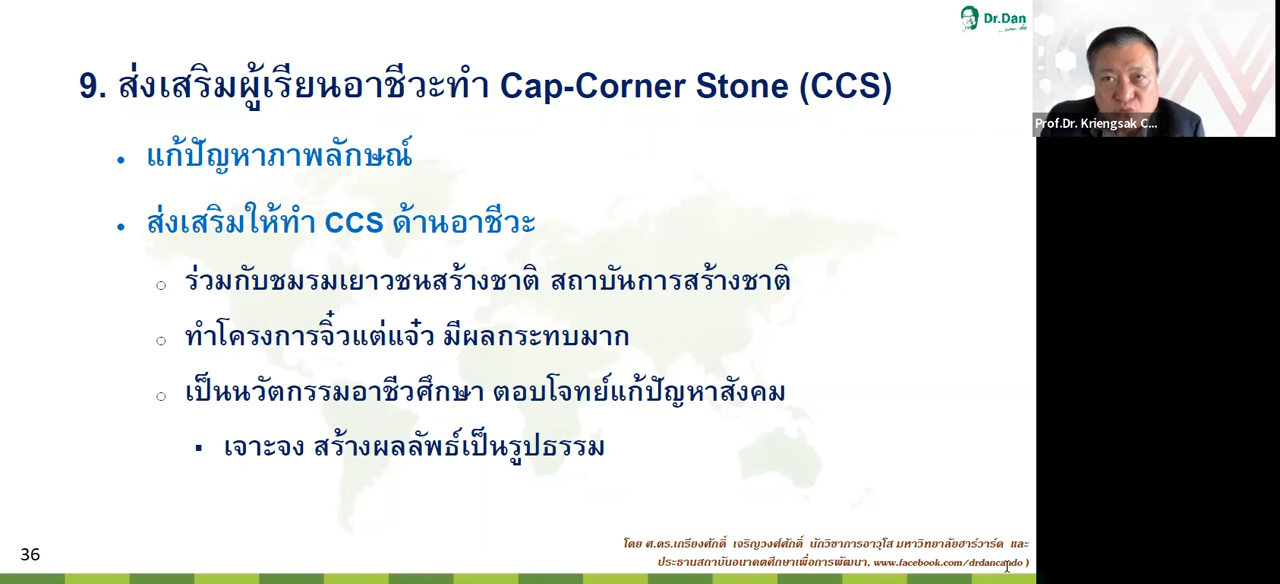 Dr.Dan
9. ส่งเสริมผู้เรียนอาชีวะทำ Cap-Corner Stone (CCS)
Prof.Dr. Kriengsak C...
• แก้ปัญหาภาพลักษณ์
• ส่งเสริมให้ทำ CCS ด้านอาชีวะ
○ ร่วมกับชมรมเยาวชนสร้างชาติ สถาบันการสร้างชาติ
○ ทำโครงการจิ๋วแต่แจ๋ว มีผลกระทบมาก
○ เป็นนวัตกรรมอาชีวศึกษา ตอบโจทย์แก้ปัญหาสังคม
▪ เจาะจง สร้างผลลัพธ์เป็นรูปธรรม
36
โดย ศ.ดร.เกรียงศักดิ์ เจริญวงศ์ศักดิ์ นักวิชาการอาวุโส มหาวิทยาลัยฮาร์วาร์ด และ
ประธานสถาบันอนาคตศึกษาเพื่อการพัฒนา, www.facebook.com/drdancando )